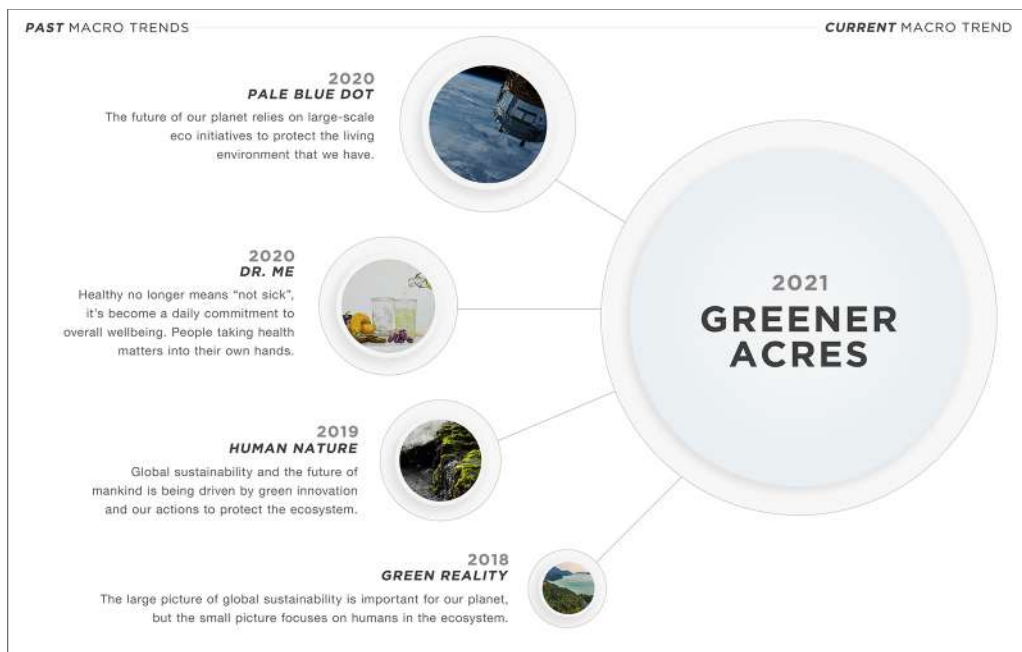 PAST MACRO TRENDS
CURRENT MACRO TREND
2020
PALE BLUE DOT
The future of our planet relies on large-scale
eco initiatives to protect the living
environment that we have.
2020
DR. ME
Healthy no longer means “not sick”,
it's become a daily commitment to
overall wellbeing. People taking health
matters into their own hands.
2019
HUMAN NATURE
Global sustainability and the future of
mankind is being driven by green innovation
and our actions to protect the ecosystem.
2018
GREEN REALITY
The large picture of global sustainability is important for our planet,
but the small picture focuses on humans in the ecosystem.
2021
GREENER
ACRES